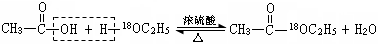 CH₃—C(=O)—OH + H—¹⁸OC₂H₅ ⇌(浓硫酸, △) CH₃—C(=O)—¹⁸OC₂H₅ + H₂O